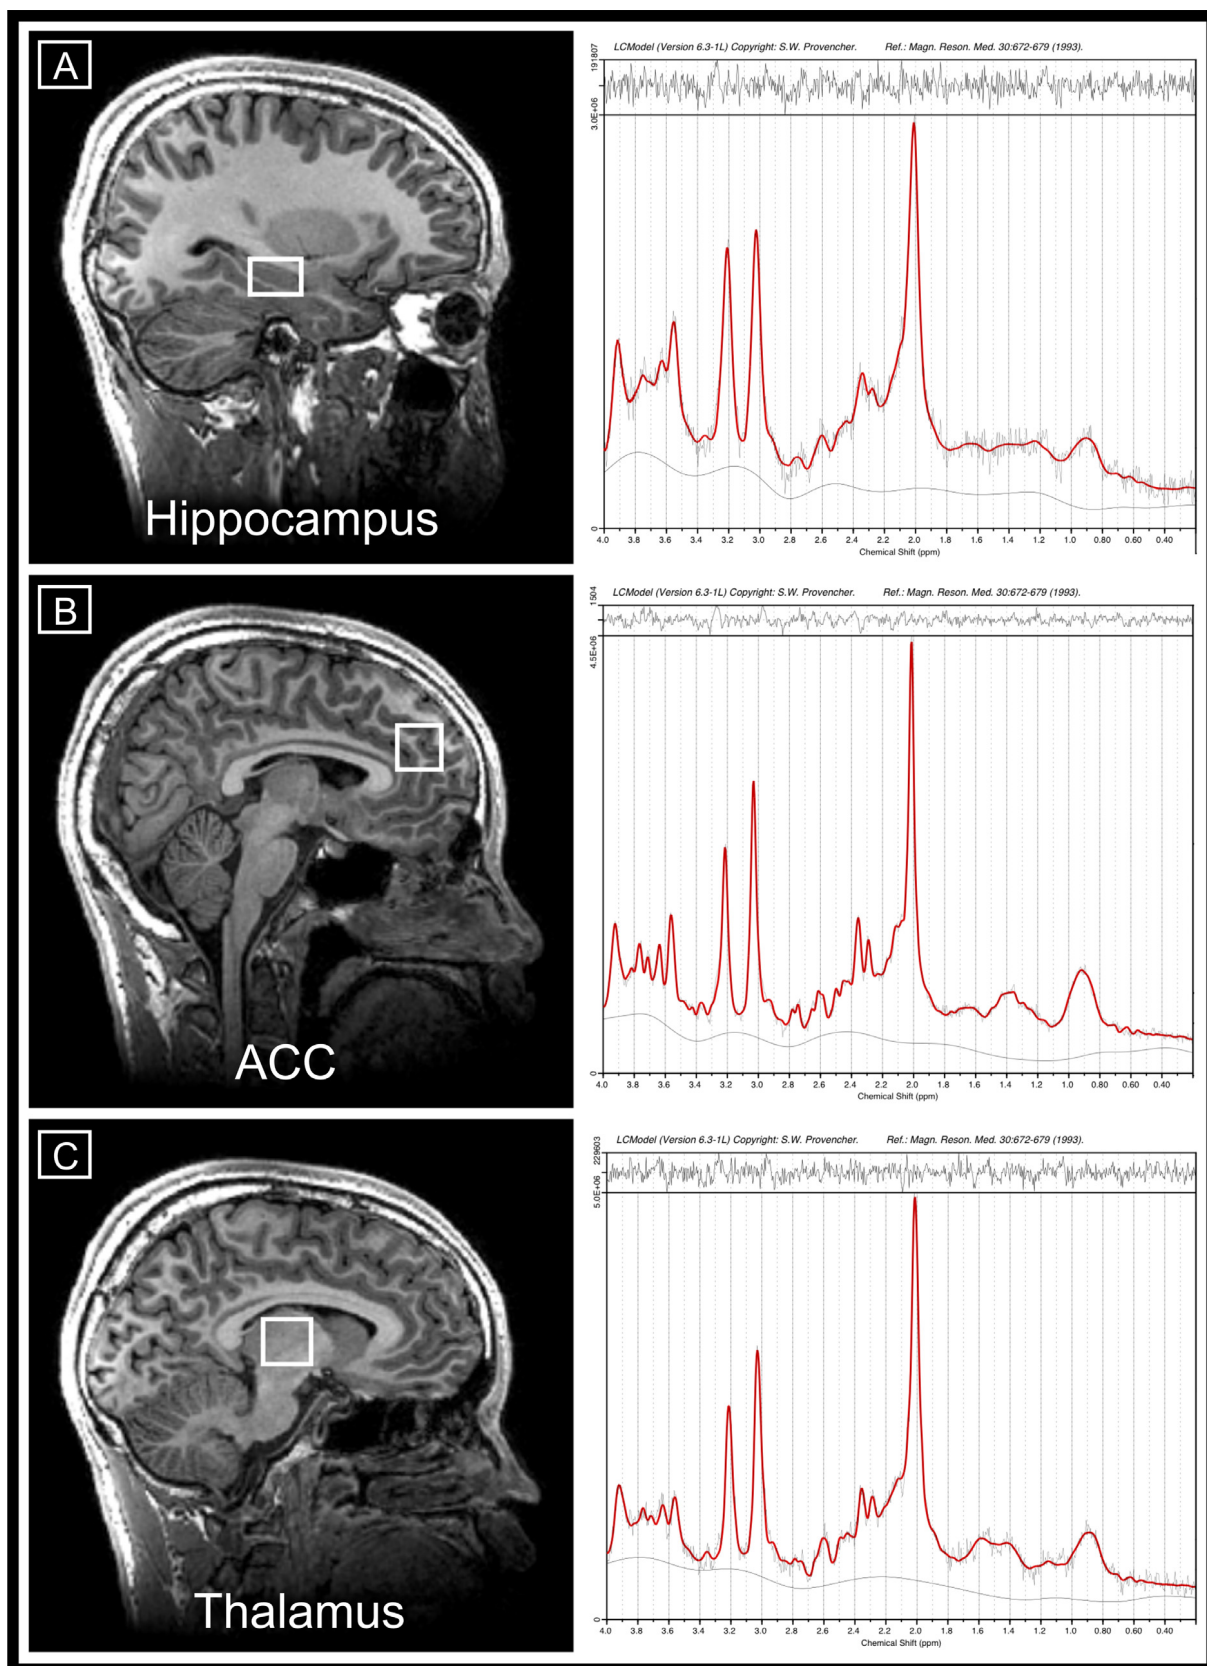 A
Hippocampus
LCModel (Version 6.3-1L) Copyright: S.W. Provencher. Ref.: Magn. Reson. Med. 30:672-679 (1993).
191807
3.0E+06
0
4.0 3.8 3.6 3.4 3.2 3.0 2.8 2.6 2.4 2.2 2.0 1.8 1.6 1.4 1.2 1.0 0.80 0.60 0.40
Chemical Shift (ppm)
B
ACC
LCModel (Version 6.3-1L) Copyright: S.W. Provencher. Ref.: Magn. Reson. Med. 30:672-679 (1993).
1504
4.5E+06
0
4.0 3.8 3.6 3.4 3.2 3.0 2.8 2.6 2.4 2.2 2.0 1.8 1.6 1.4 1.2 1.0 0.80 0.60 0.40
Chemical Shift (ppm)
C
Thalamus
LCModel (Version 6.3-1L) Copyright: S.W. Provencher. Ref.: Magn. Reson. Med. 30:672-679 (1993).
229603
5.0E+06
0
4.0 3.8 3.6 3.4 3.2 3.0 2.8 2.6 2.4 2.2 2.0 1.8 1.6 1.4 1.2 1.0 0.80 0.60 0.40
Chemical Shift (ppm)